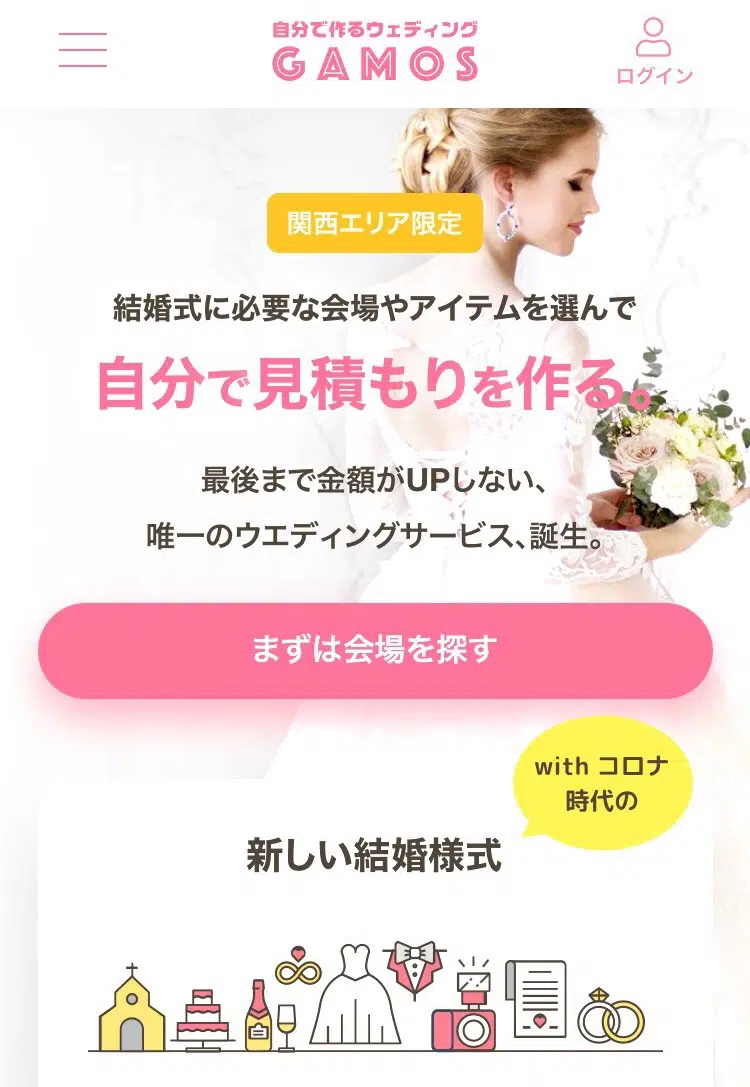 自分で作るウェディング
GAMOS
ログイン
関西エリア限定
結婚式に必要な会場やアイテムを選んで
自分で見積もりを作る。
最後まで金額がUPしない、
唯一のウエディングサービス、誕生。
まずは会場を探す
with コロナ
時代の
新しい結婚様式